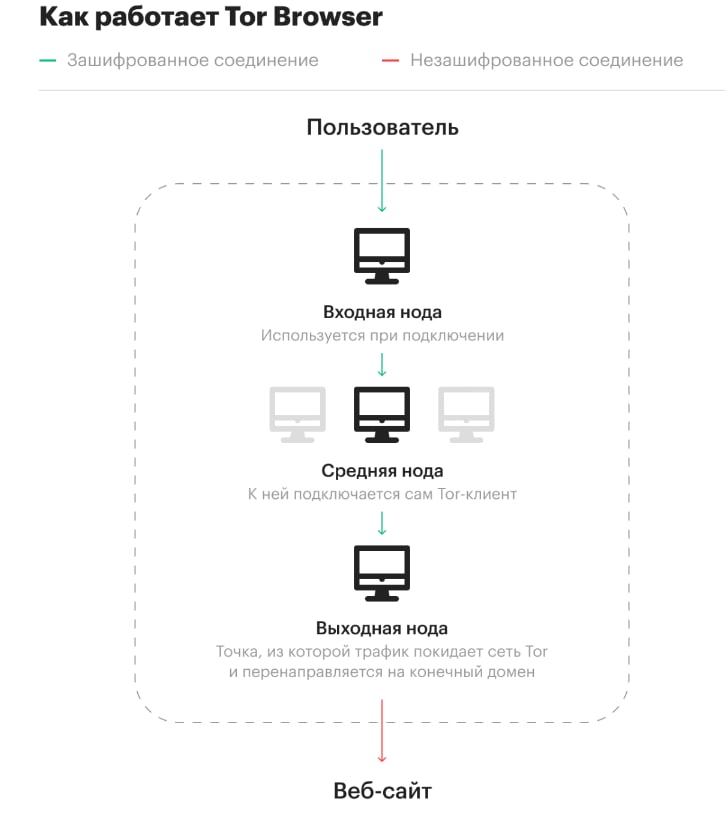 Как работает Tor Browser
Зашифрованное соединение
Незашифрованное соединение
Пользователь
Входная нода
Используется при подключении
Средняя нода
К ней подключается сам Tor-клиент
Выходная нода
Точка, из которой трафик покидает сеть Tor
и перенаправляется на конечный домен
Веб-сайт